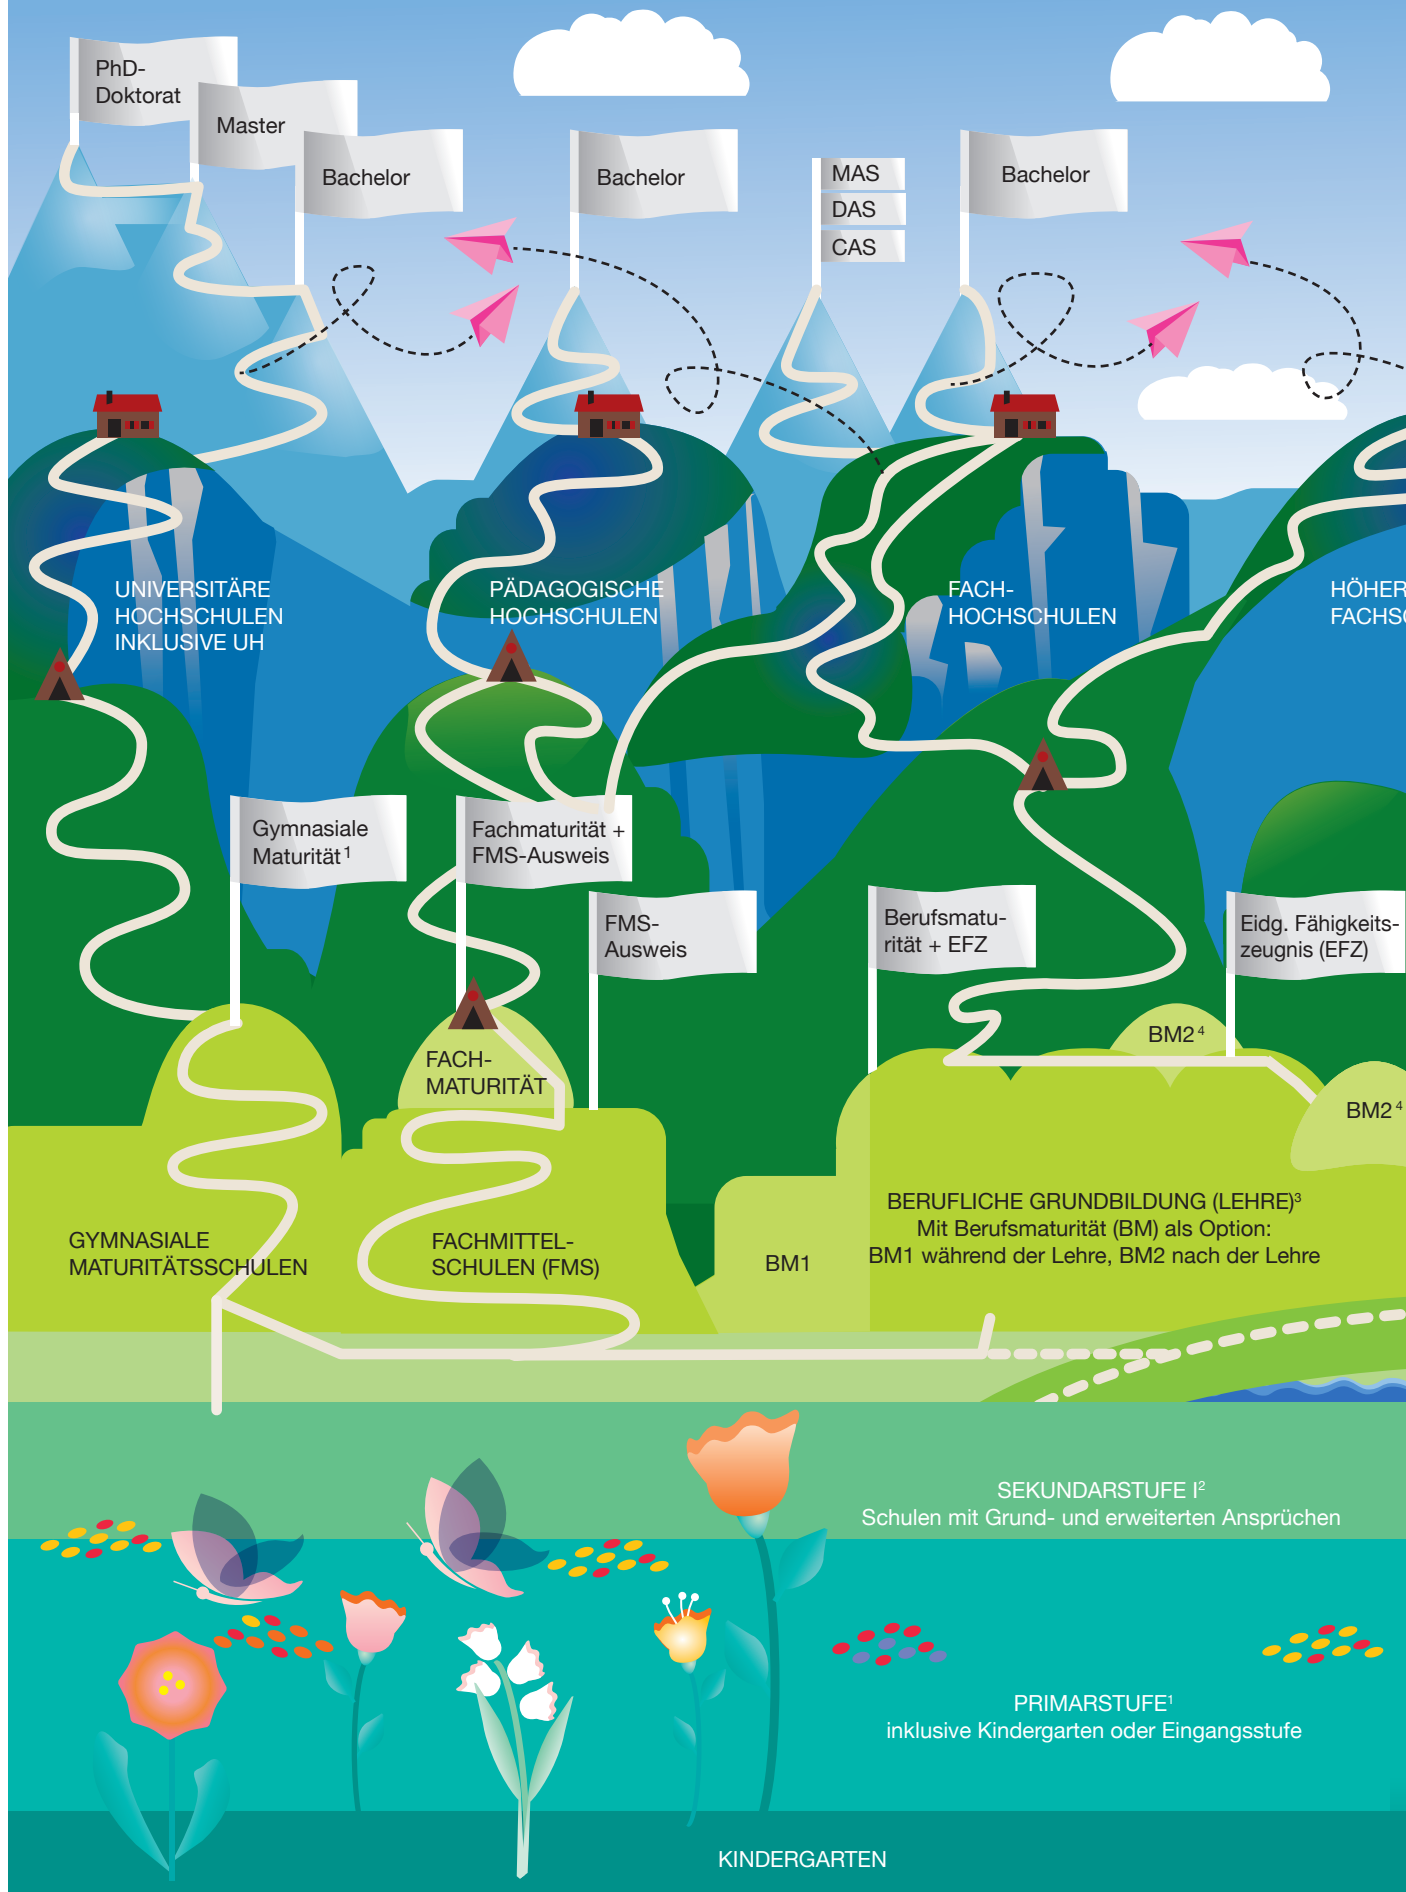 PhD-
Doktorat
Master
Bachelor
Bachelor
MAS
DAS
CAS
Bachelor
UNIVERSITÄRE
HOCHSCHULEN
INKLUSIVE UH
PÄDAGOGISCHE
HOCHSCHULEN
FACH-
HOCHSCHULEN
HÖHER
FACHSC
Gymnasiale
Maturität¹
Fachmaturität +
FMS-Ausweis
FMS-
Ausweis
Berufsmatu-
rität + EFZ
Eidg. Fähigkeits-
zeugnis (EFZ)
FACH-
MATURITÄT
BM2⁴
BM2⁴
GYMNASIALE
MATURITÄTSSCHULEN
FACHMITTEL-
SCHULEN (FMS)
BM1
BERUFLICHE GRUNDBILDUNG (LEHRE)³
Mit Berufsmaturität (BM) als Option:
BM1 während der Lehre, BM2 nach der Lehre
SEKUNDARSTUFE I²
Schulen mit Grund- und erweiterten Ansprüchen
PRIMARSTUFE¹
inklusive Kindergarten oder Eingangsstufe
KINDERGARTEN